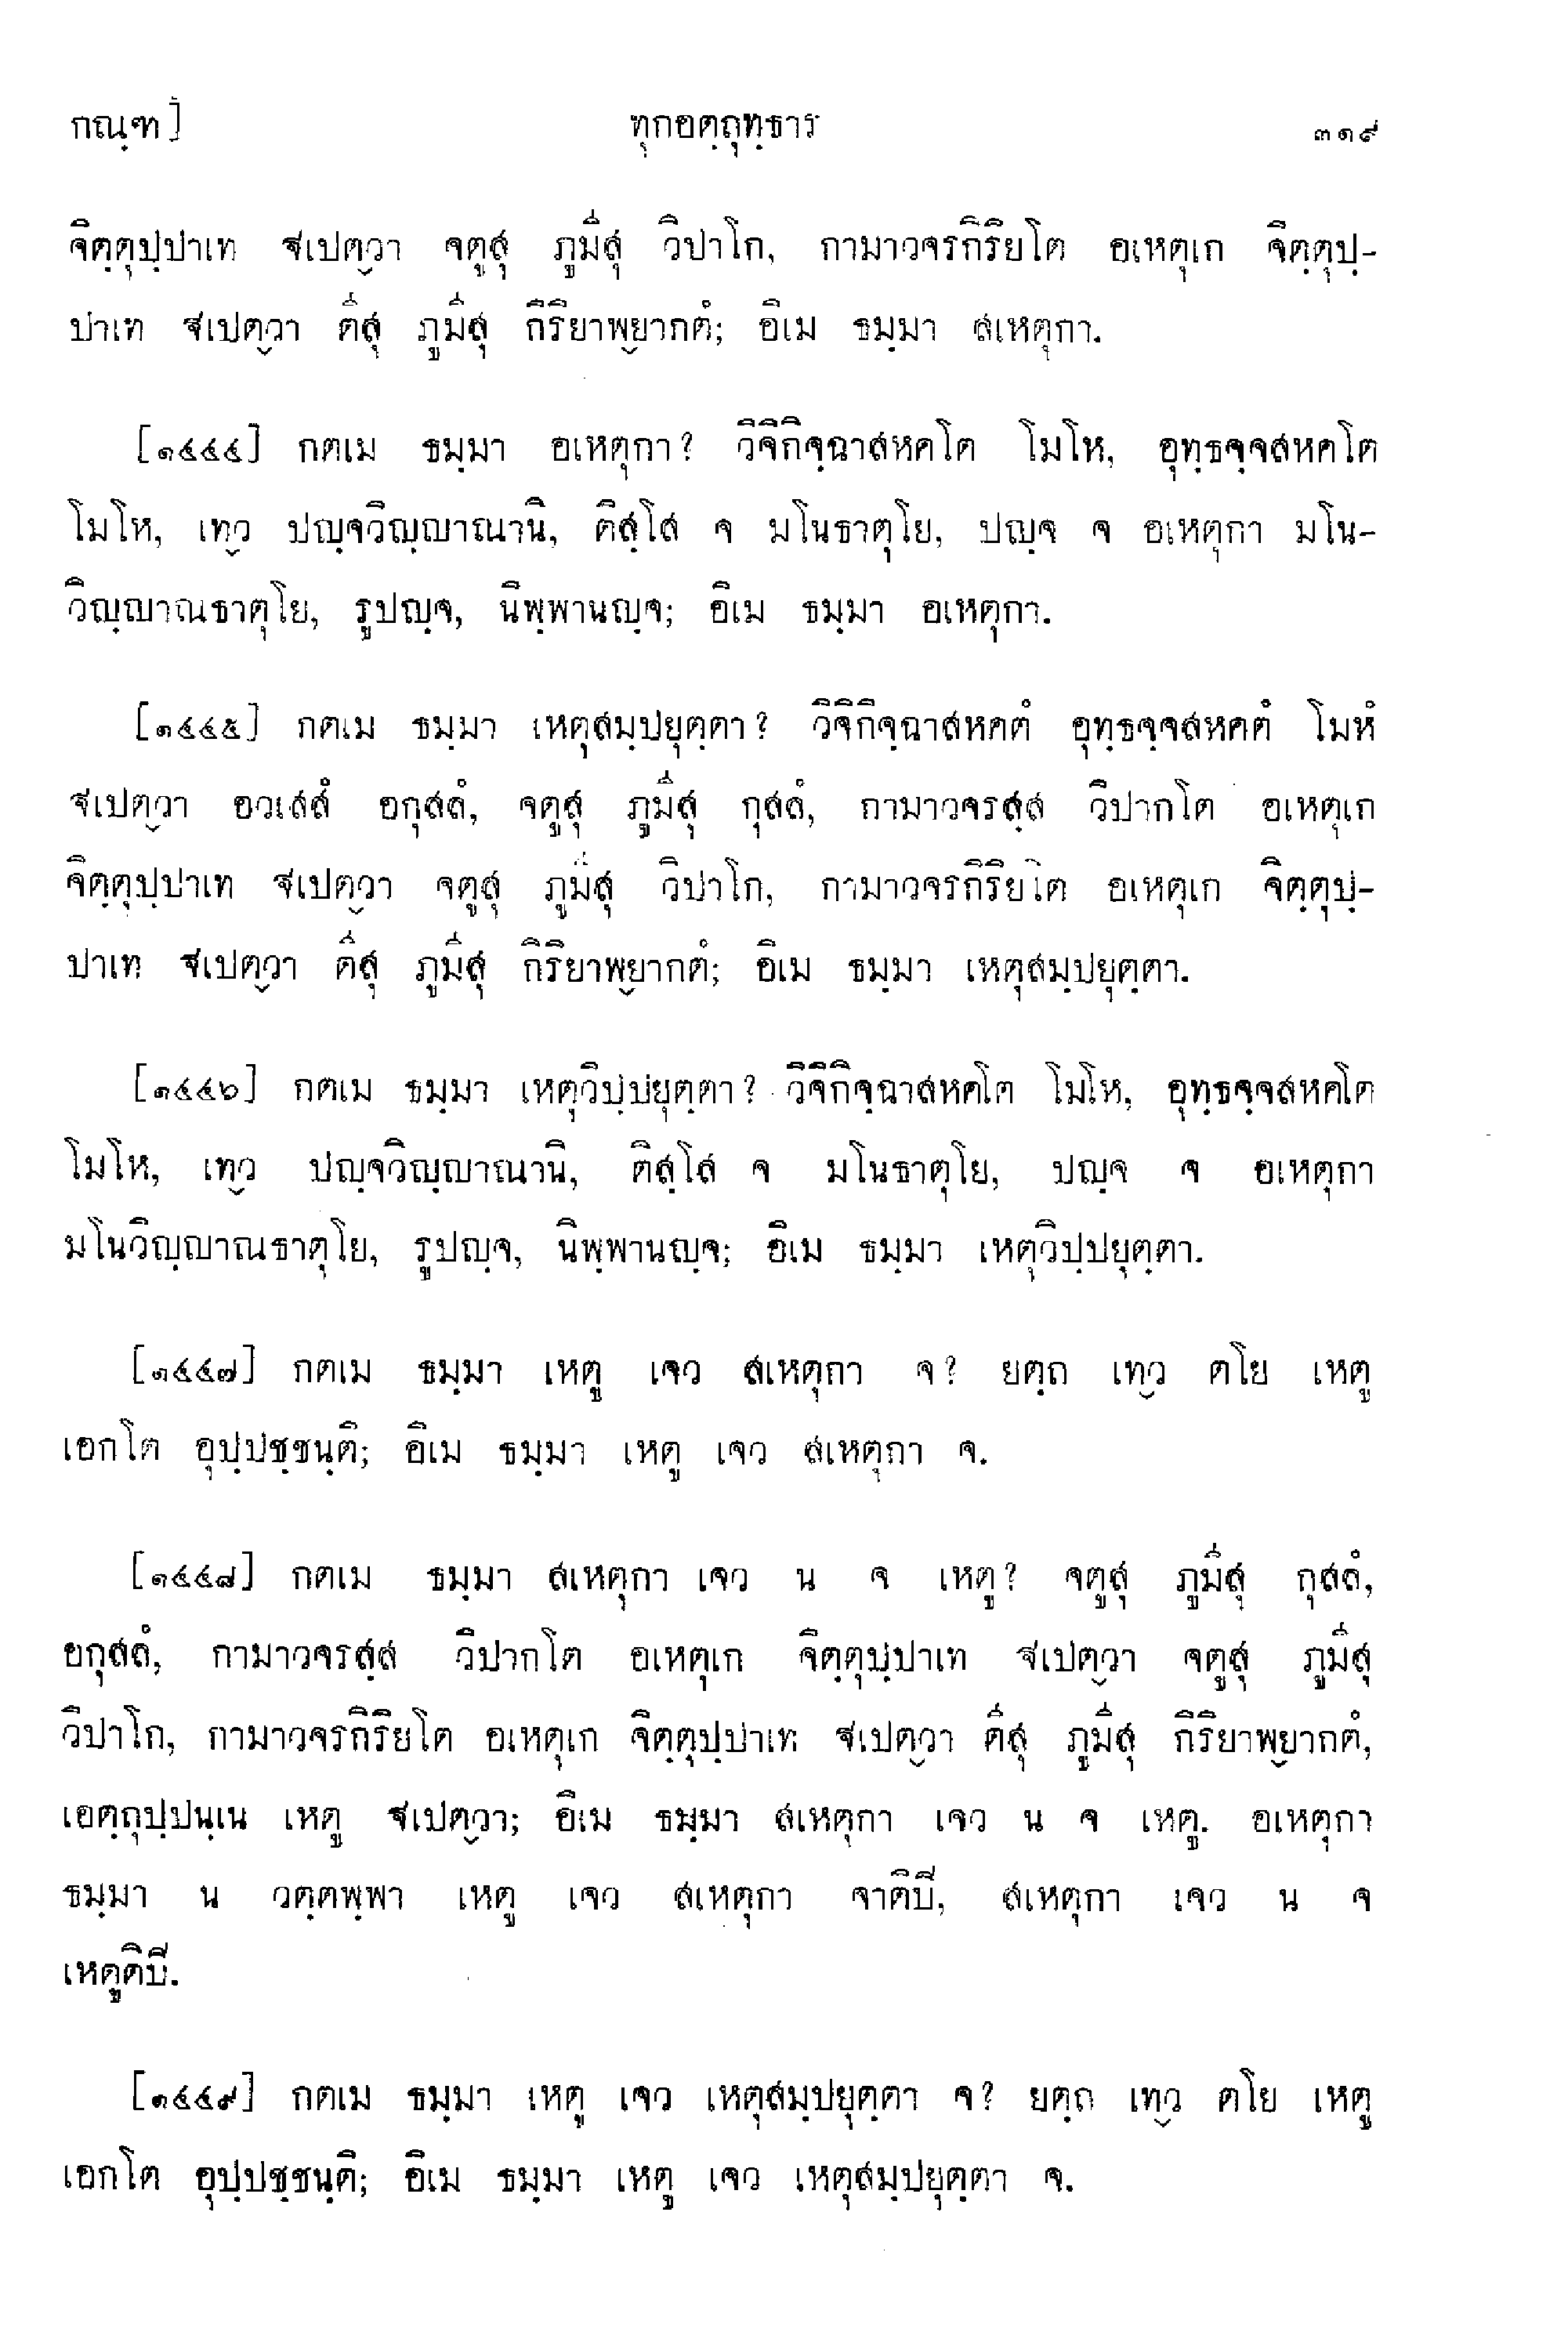 กณฺฑ] ทุกอตฺถุทฺธาร ๓๑๙
จิตฺตุปฺปาเท ฐเปตฺวา จตูสุ ภูมีสุ วิปาโก, กามาวจรกิริยโต อเหตุเก จิตฺตุปฺ-
ปาเท ฐเปตฺวา ตีสุ ภูมีสุ กิริยาพฺยากตํ; อิเม ธมฺมา สเหตุกา.
[๑๔๔๔] กตเม ธมฺมา อเหตุกา? วิจิกิจฺฉาสหคโต โมโห, อุทฺธจฺจสหคโต
โมโห, เทฺว ปญฺจวิญฺญาณานิ, ติสฺโส จ มโนธาตุโย, ปญฺจ จ อเหตุกา มโน-
วิญฺญาณธาตุโย, รูปญฺจ, นิพฺพานญฺจ; อิเม ธมฺมา อเหตุกา.
[๑๔๔๕] กตเม ธมฺมา เหตุสมฺปยุตฺตา? วิจิกิจฺฉาสหคตํ อุทฺธจฺจสหคตํ โมหํ
ฐเปตฺวา อวเสสํ อกุสลํ, จตูสุ ภูมีสุ กุสลํ, กามาวจรสฺส วิปากโต อเหตุเก
จิตฺตุปฺปาเท ฐเปตฺวา จตูสุ ภูมีสุ วิปาโก, กามาวจรกิริยโต อเหตุเก จิตฺตุปฺ-
ปาเท ฐเปตฺวา ตีสุ ภูมีสุ กิริยาพฺยากตํ; อิเม ธมฺมา เหตุสมฺปยุตฺตา.
[๑๔๔๖] กตเม ธมฺมา เหตุวิปฺปยุตฺตา? วิจิกิจฺฉาสหคโต โมโห, อุทฺธจฺจสหคโต
โมโห, เทฺว ปญฺจวิญฺญาณานิ, ติสฺโส จ มโนธาตุโย, ปญฺจ จ อเหตุกา
มโนวิญฺญาณธาตุโย, รูปญฺจ, นิพฺพานญฺจ; อิเม ธมฺมา เหตุวิปฺปยุตฺตา.
[๑๔๔๗] กตเม ธมฺมา เหตู เจว สเหตุกา จ? ยตฺถ เทฺว ตโย เหตู
เอกโต อุปฺปชฺชนฺติ; อิเม ธมฺมา เหตู เจว สเหตุกา จ.
[๑๔๔๘] กตเม ธมฺมา สเหตุกา เจว น จ เหตู? จตูสุ ภูมีสุ กุสลํ,
อกุสลํ, กามาวจรสฺส วิปากโต อเหตุเก จิตฺตุปฺปาเท ฐเปตฺวา จตูสุ ภูมีสุ
วิปาโก, กามาวจรกิริยโต อเหตุเก จิตฺตุปฺปาเท ฐเปตฺวา ตีสุ ภูมีสุ กิริยาพฺยากตํ,
เอตฺถุปฺปนฺเน เหตู ฐเปตฺวา; อิเม ธมฺมา สเหตุกา เจว น จ เหตู. อเหตุกา
ธมฺมา น วตฺตพฺพา เหตู เจว สเหตุกา จาติปี, สเหตุกา เจว น จ
เหตูติปี.
[๑๔๔๙] กตเม ธมฺมา เหตู เจว เหตุสมฺปยุตฺตา จ? ยตฺถ เทฺว ตโย เหตู
เอกโต อุปฺปชฺชนฺติ; อิเม ธมฺมา เหตู เจว เหตุสมฺปยุตฺตา จ.